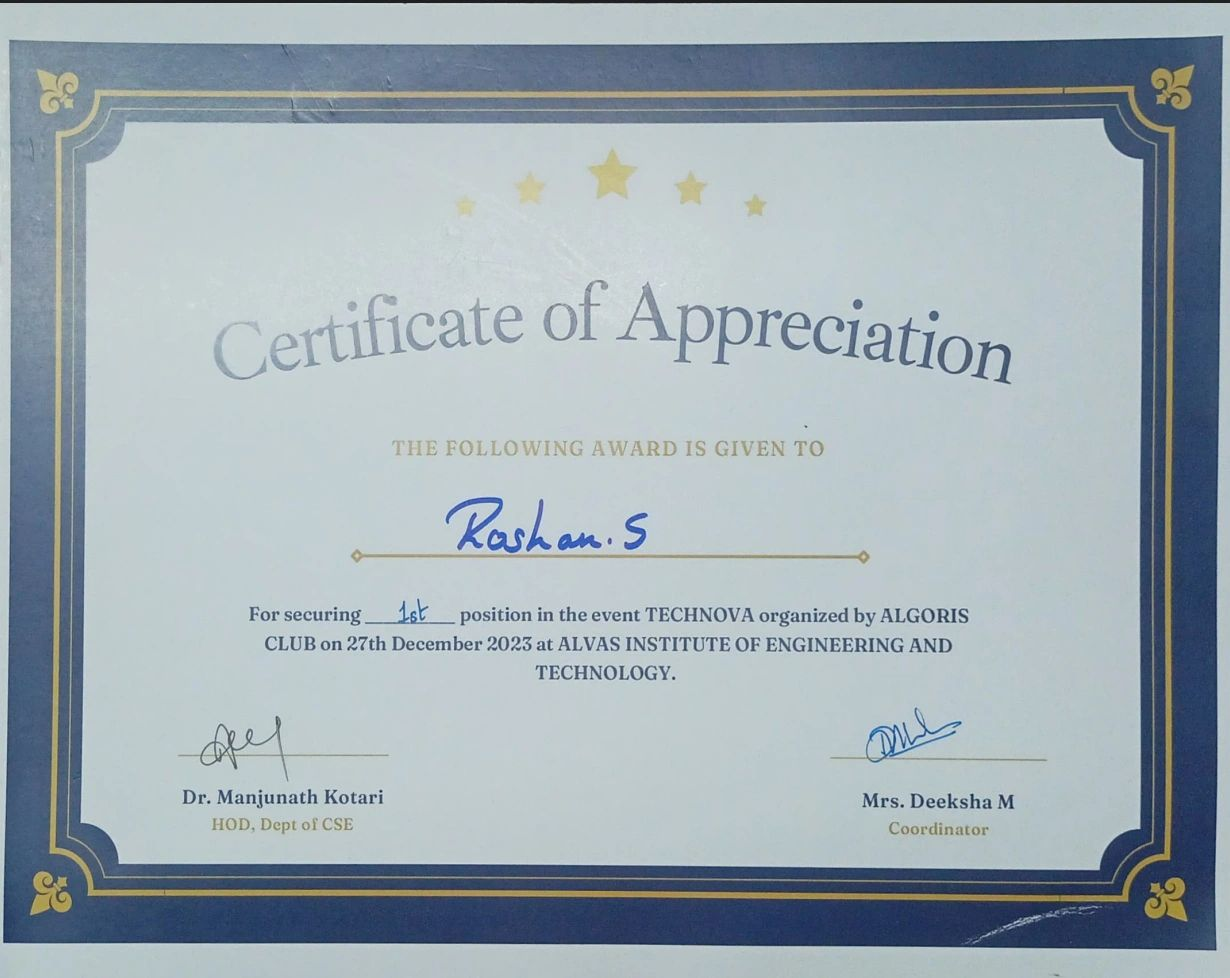 Certificate of Appreciation
THE FOLLOWING AWARD IS GIVEN TO
Roshan. S
For securing 1st position in the event TECHNOVA organized by ALGORIS
CLUB on 27th December 2023 at ALVAS INSTITUTE OF ENGINEERING AND
TECHNOLOGY.
Dr. Manjunath Kotari
HOD, Dept of CSE
Mrs. Deeksha M
Coordinator